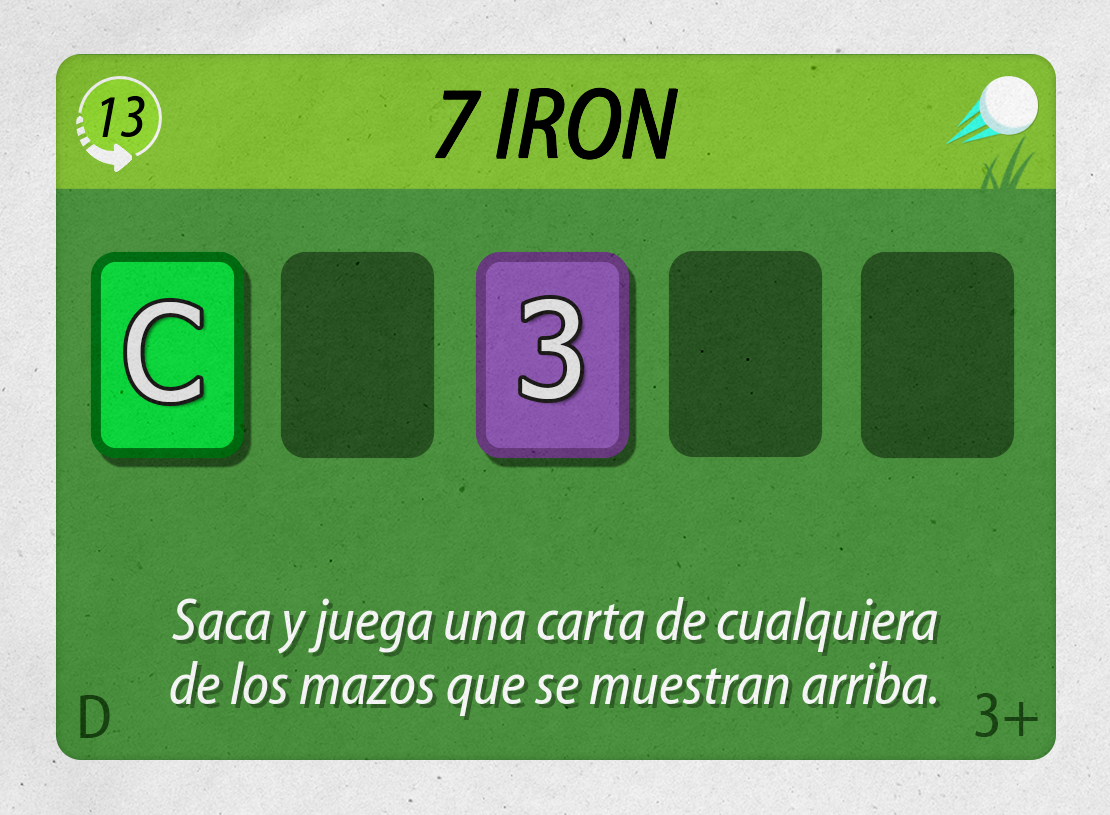 13
7 IRON
C
3
Saca y juega una carta de cualquiera
de los mazos que se muestran arriba.
D
3+